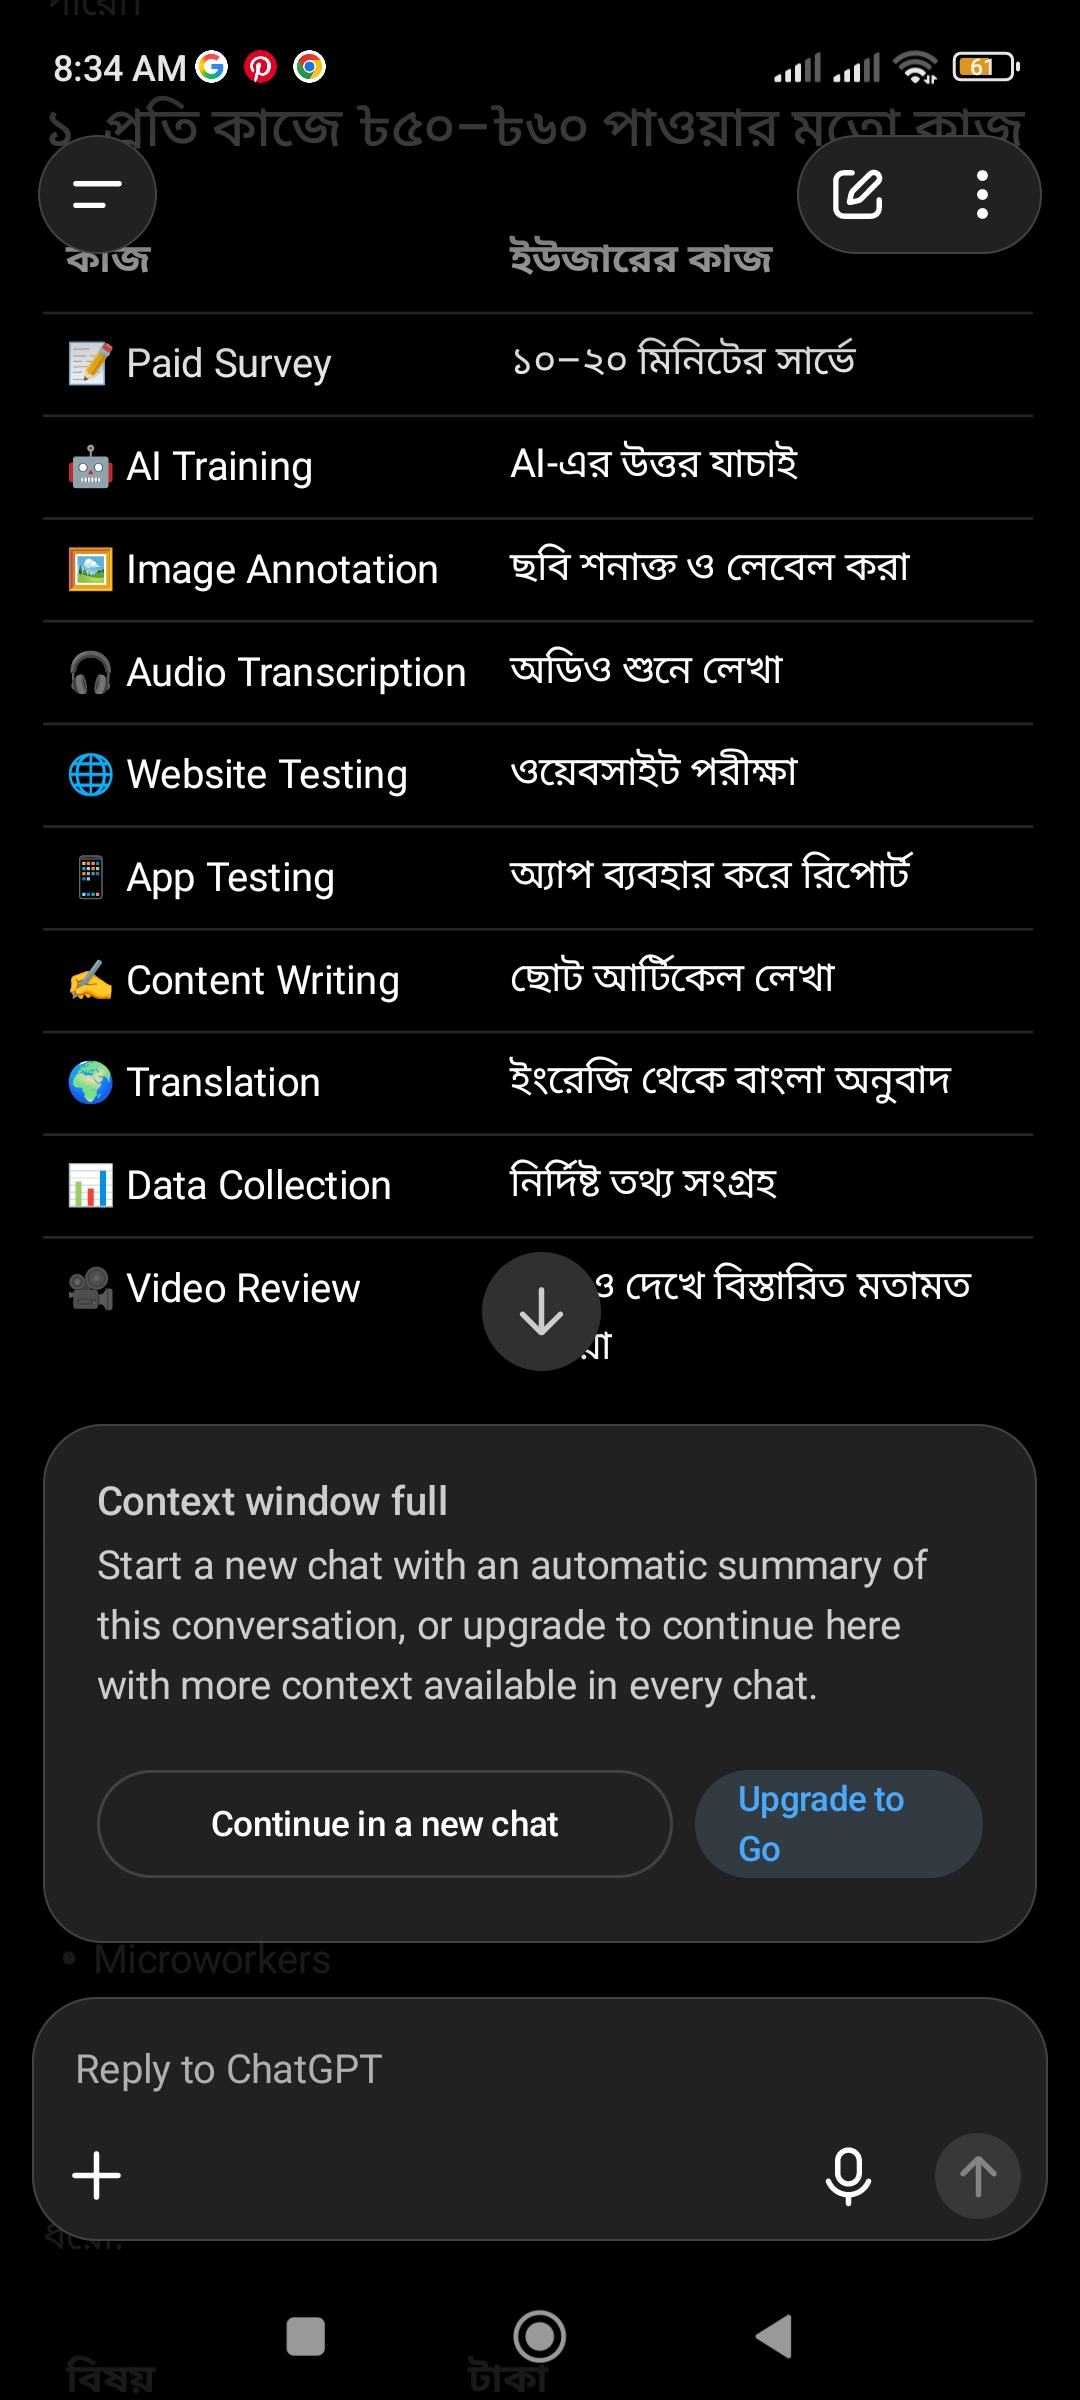 8:34 AM
61
১. প্রতি কাজে ৳৫০–৳৬০ পাওয়ার মতো কাজ
কাজ ইউজারের কাজ
Paid Survey ১০–২০ মিনিটের সার্ভে
AI Training AI-এর উত্তর যাচাই
Image Annotation ছবি শনাক্ত ও লেবেল করা
Audio Transcription অডিও শুনে লেখা
Website Testing ওয়েবসাইট পরীক্ষা
App Testing অ্যাপ ব্যবহার করে রিপোর্ট
Content Writing ছোট আর্টিকেল লেখা
Translation ইংরেজি থেকে বাংলা অনুবাদ
Data Collection নির্দিষ্ট তথ্য সংগ্রহ
Video Review ও দেখে বিস্তারিত মতামত
Context window full
Start a new chat with an automatic summary of
this conversation, or upgrade to continue here
with more context available in every chat.
Continue in a new chat
Upgrade to
Go
• Microworkers
Reply to ChatGPT
বিষয় টাকা